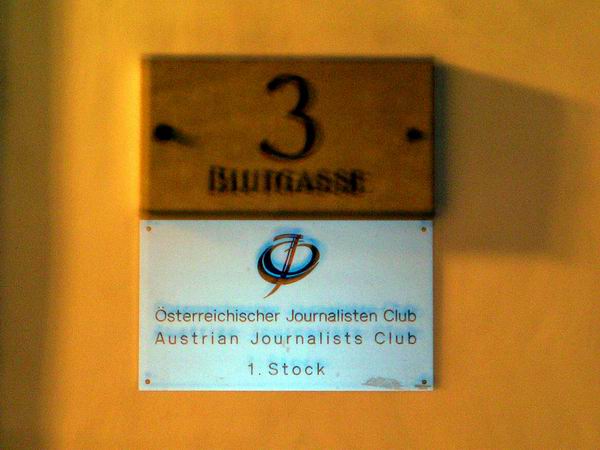 3
BLUTGASSE
Österreichischer Journalisten Club
Austrian Journalists Club
1. Stock